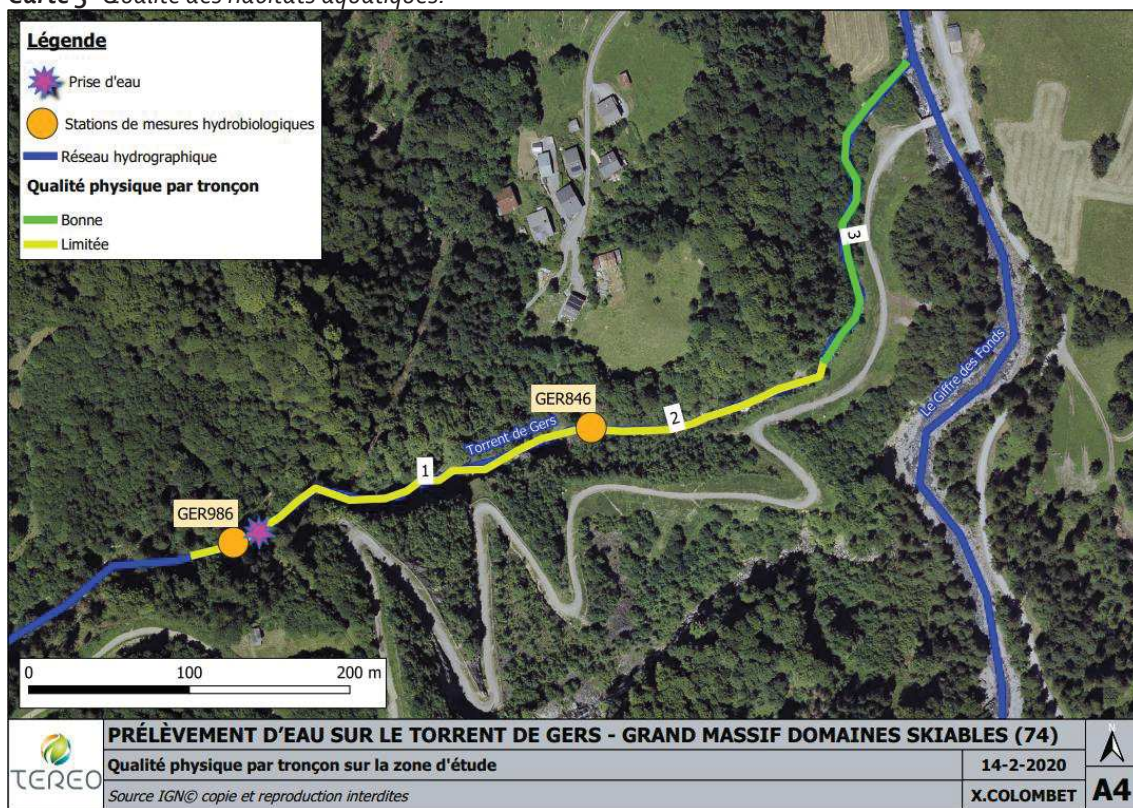 Carte 3 Qualité des habitats aquatiques.
Légende
Prise d'eau
Stations de mesures hydrobiologiques
Réseau hydrographique
Qualité physique par tronçon
Bonne
Limitée
3
Le Giffre des Fonds
GER846
2
Torrent de Gers
1
GER986
0 100 200 m
TEREO
PRÉLÈVEMENT D'EAU SUR LE TORRENT DE GERS - GRAND MASSIF DOMAINES SKIABLES (74)
Qualité physique par tronçon sur la zone d'étude
14-2-2020
N
Source IGN© copie et reproduction interdites
X.COLOMBET
A4